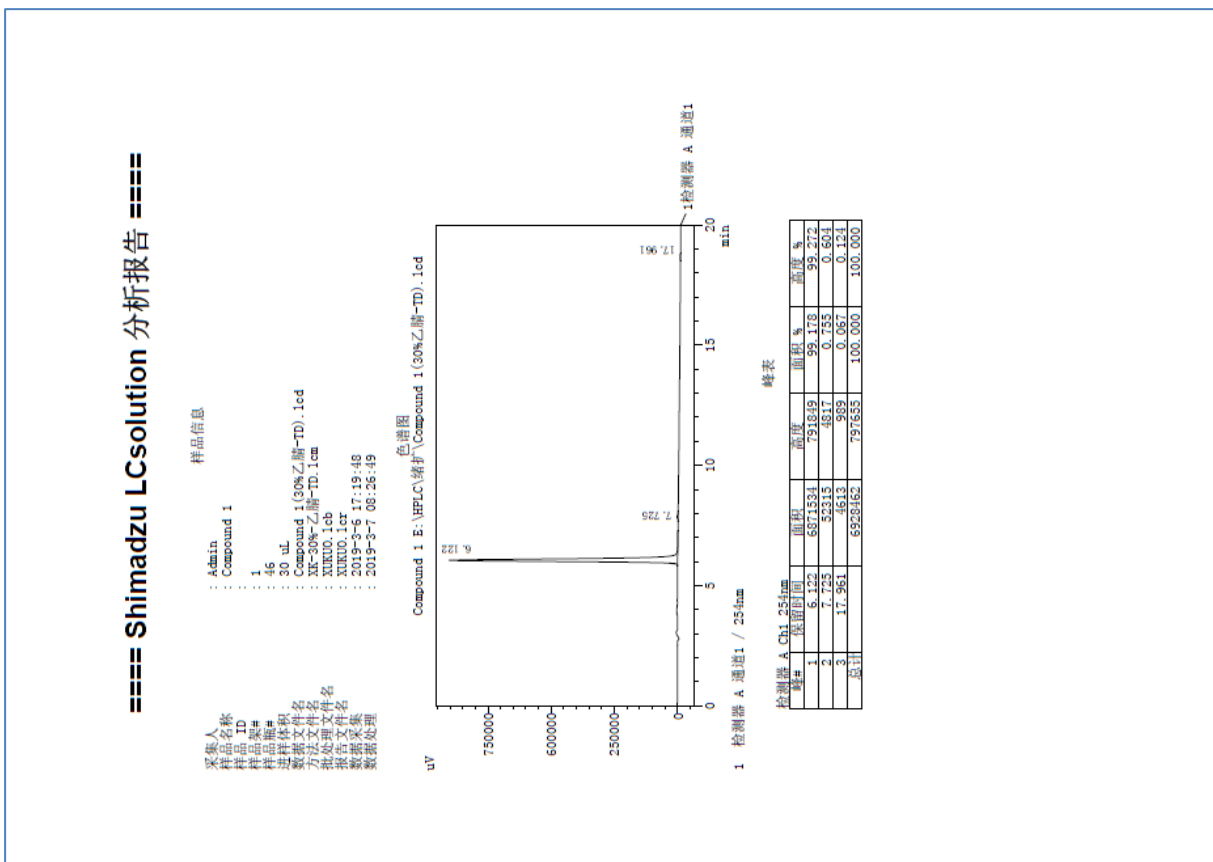 ==== Shimadzu LCsolution 分析报告 ====
样品信息
采集人 : Admin
样品名称 : Compound 1
样品 ID :
样品架# : 1
样品瓶# : 46
进样体积 : 30 uL
数据文件名 : Compound 1(30%乙腈-TD).lcd
方法文件名 : XK-30%-乙腈-TD.lcm
批处理文件名 : XUKUO.lcb
报告文件名 : XUKUO.lcr
数据采集 : 2019-3-6 17:19:48
数据处理 : 2019-3-7 08:26:49
色谱图
Compound 1 E:\HPLC\绪扩\Compound 1(30%乙腈-TD).lcd
uV
750000
500000
250000
0
6.122
7.725
17.961
1检测器 A 通道1
0 5 10 15 20
min
1 检测器 A 通道1 / 254nm
峰表
检测器 A Ch1 254nm
峰# 保留时间 面积 高度 面积 % 高度 %
1 6.122 6871534 791849 99.178 99.272
2 7.725 52315 4817 0.755 0.604
3 17.961 4613 989 0.067 0.124
总计 6928462 797655 100.000 100.000